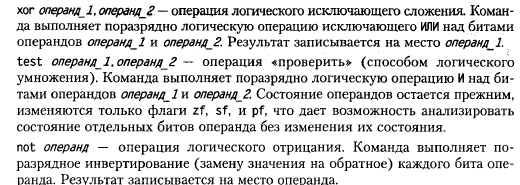 xor операнд_1,операнд_2 — операция логического исключающего сложения. Коман-
да выполняет поразрядно логическую операцию исключающего ИЛИ над битами
операндов операнд_1 и операнд_2. Результат записывается на место операнд_1.
test операнд_1,операнд_2 — операция «проверить» (способом логического
умножения). Команда выполняет поразрядно логическую операцию И над би-
тами операндов операнд_1 и операнд_2. Состояние операндов остается прежним,
изменяются только флаги zf, sf, и pf, что дает возможность анализировать
состояние отдельных битов операнда без изменения их состояния.
not операнд — операция логического отрицания. Команда выполняет по-
разрядное инвертирование (замену значения на обратное) каждого бита опе-
ранда. Результат записывается на место операнда.